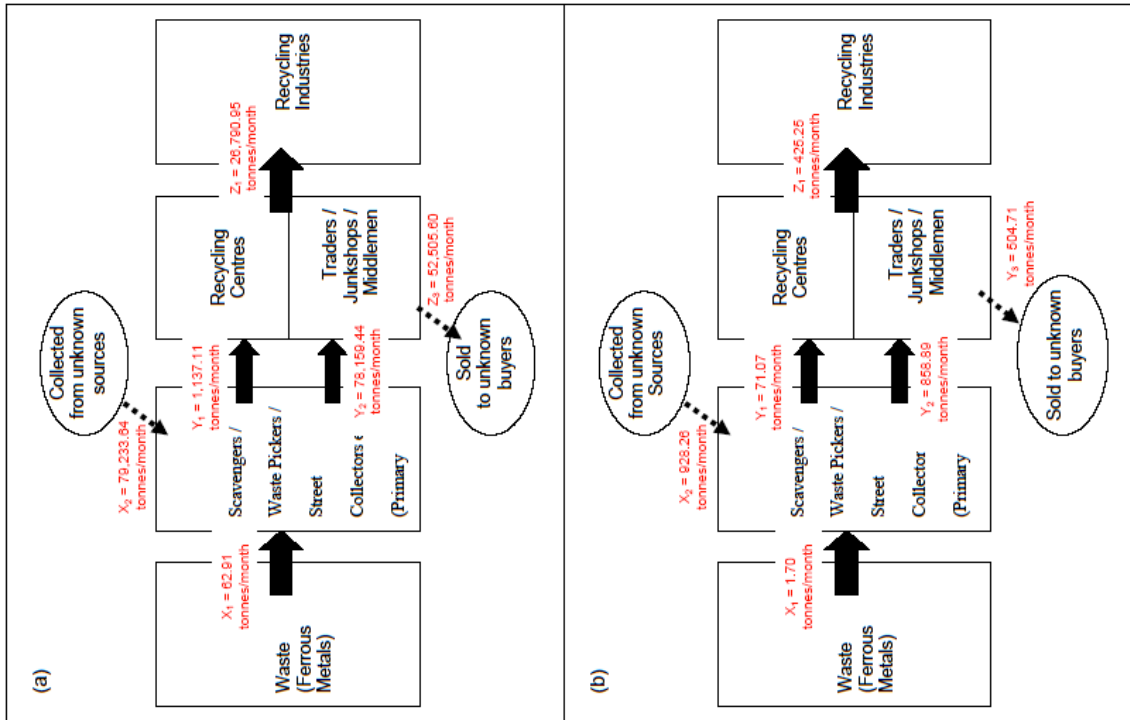 (a)
Waste
(Ferrous
Metals)
X₁ = 62.91
tonnes/month
X₂ = 79,233.64
tonnes/month
Collected
from unknown
sources
Scavengers /
Waste Pickers /
Street
Collectors e
(Primary
Y₁ = 1,137.11
tonnes/month
Y₂ = 78,159.44
tonnes/month
Recycling
Centres
Traders /
Junkshops /
Middlemen
Z₁ = 26,790.95
tonnes/month
Z₃ = 52,505.60
tonnes/month
Sold
to unknown
buyers
Recycling
Industries
(b)
Waste
(Ferrous
Metals)
X₁ = 1.70
tonnes/month
X₂ = 928.26
tonnes/month
Collected
from unknown
Sources
Scavengers /
Waste Pickers /
Street
Collector
(Primary
Y₁ = 71.07
tonnes/month
Y₂ = 858.89
tonnes/month
Recycling
Centres
Traders /
Junkshops /
Middlemen
Z₁ = 425.25
tonnes/month
Y₃ = 504.71
tonnes/month
Sold to unknown
buyers
Recycling
Industries